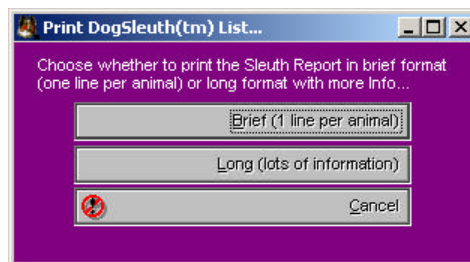 Print DogSleuth(tm) List...
Choose whether to print the Sleuth Report in brief format
(one line per animal) or long format with more Info...
Brief (1 line per animal)
Long (lots of information)
Cancel